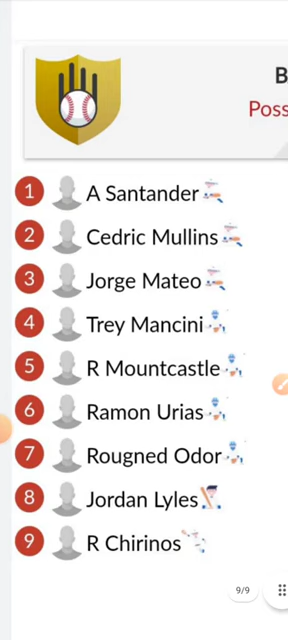 B
Poss
1 A Santander
2 Cedric Mullins
3 Jorge Mateo
4 Trey Mancini
5 R Mountcastle
6 Ramon Urias
7 Rougned Odor
8 Jordan Lyles
9 R Chirinos
9/9